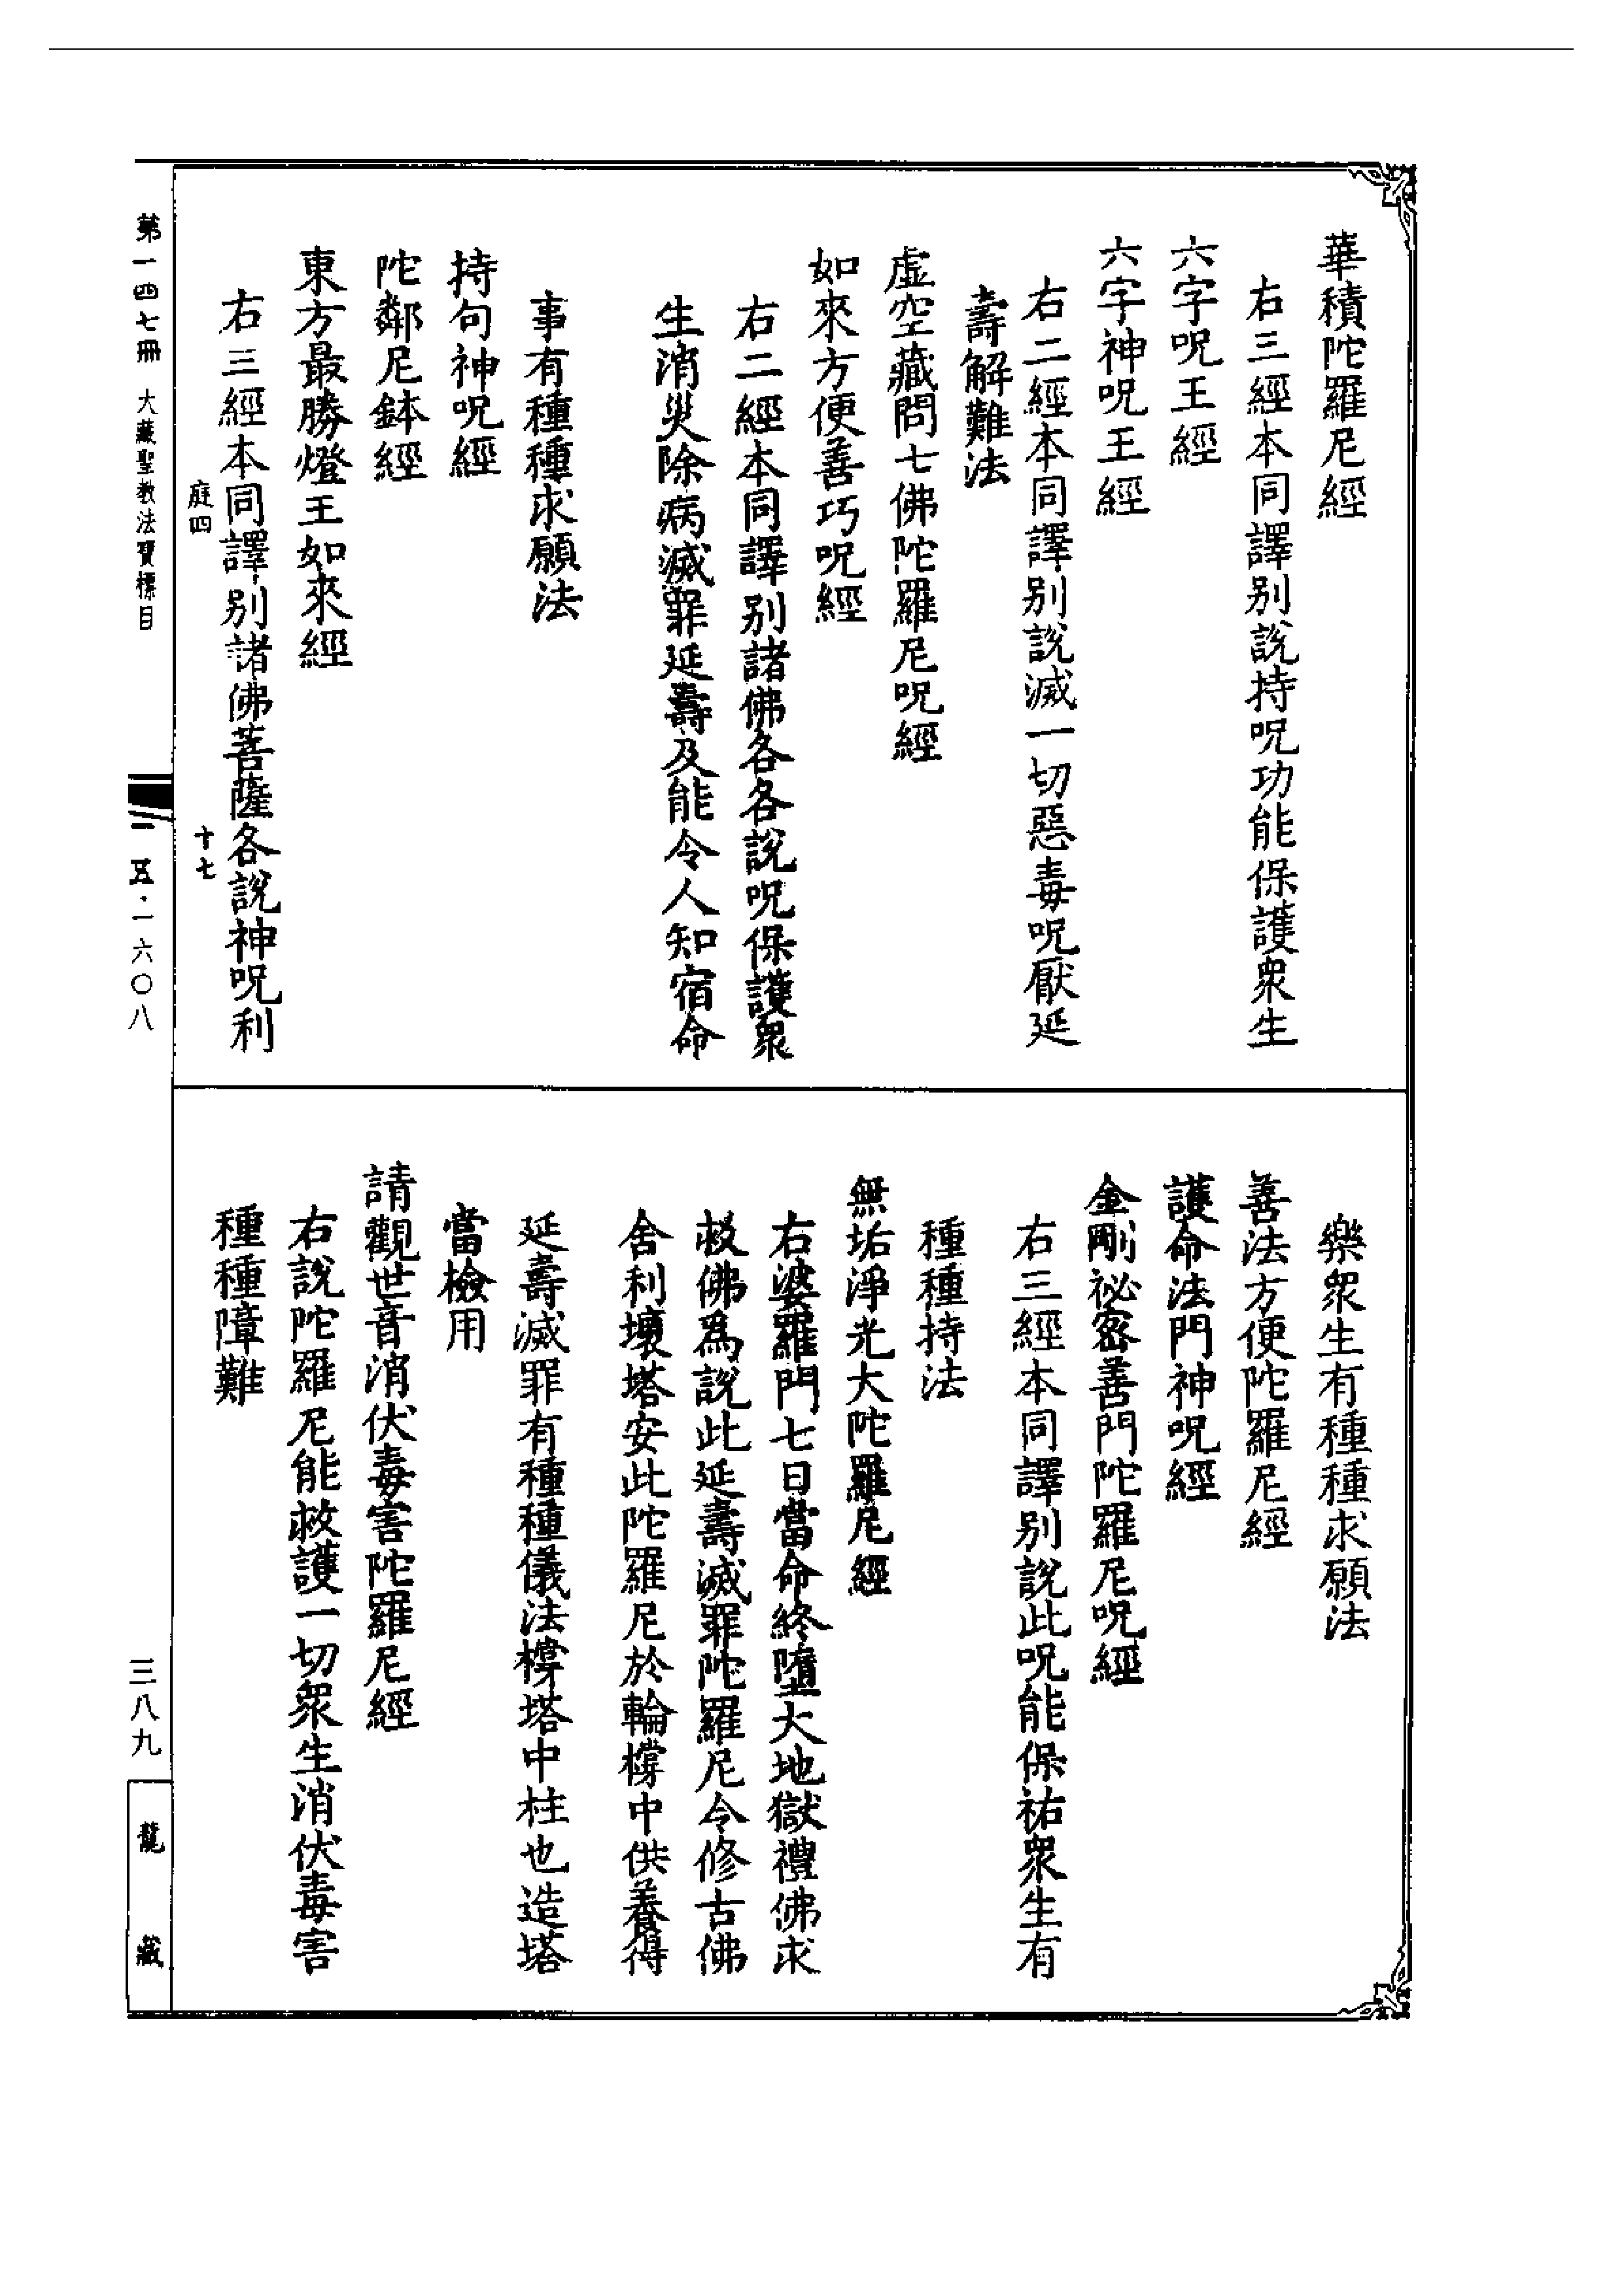 華積陀羅尼經
右三經本同譯别說持呪功能保護衆生
六字呪王經
六字神呪王經
右二經本同譯别說滅一切惡毒呪厭延
壽解難法
虛空藏問七佛陀羅尼呪經
如來方便善巧呪經
右二經本同譯别諸佛各各說呪保護衆
生消災除病滅罪延壽及能令人知宿命
事有種種求願法
持句神呪經
陀鄰尼鉢經
東方最勝燈王如來經
右三經本同譯别諸佛菩薩各說神呪利
庭四
十七
樂衆生有種種求願法
善法方便陀羅尼經
護命法門神呪經
金剛祕密善門陀羅尼呪經
右三經本同譯别說此呪能保祐衆生有
種種持法
無垢淨光大陀羅尼經
右婆羅門七日當命終墮大地獄禮佛求
救佛爲說此延壽滅罪陀羅尼令修古佛
舍利壞塔安此陀羅尼於輪橕中供養得
延壽滅罪有種種儀法橕塔中柱也造塔
當檢用
請觀世音消伏毒害陀羅尼經
右說陀羅尼能救護一切衆生消伏毒害
種種障難
第一四七冊 大藏聖教法寶標目
一五·一六〇八
三八九
龍藏